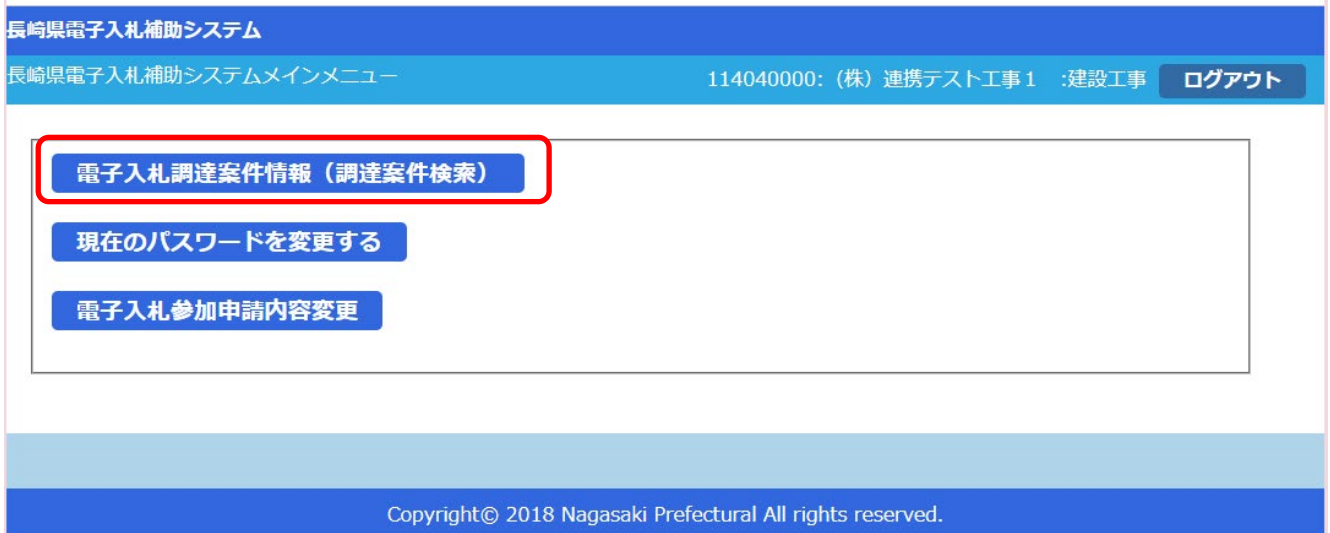 長崎県電子入札補助システム
長崎県電子入札補助システムメインメニュー 114040000:（株）連携テスト工事１ :建設工事 ログアウト
電子入札調達案件情報（調達案件検索）
現在のパスワードを変更する
電子入札参加申請内容変更
Copyright© 2018 Nagasaki Prefectural All rights reserved.